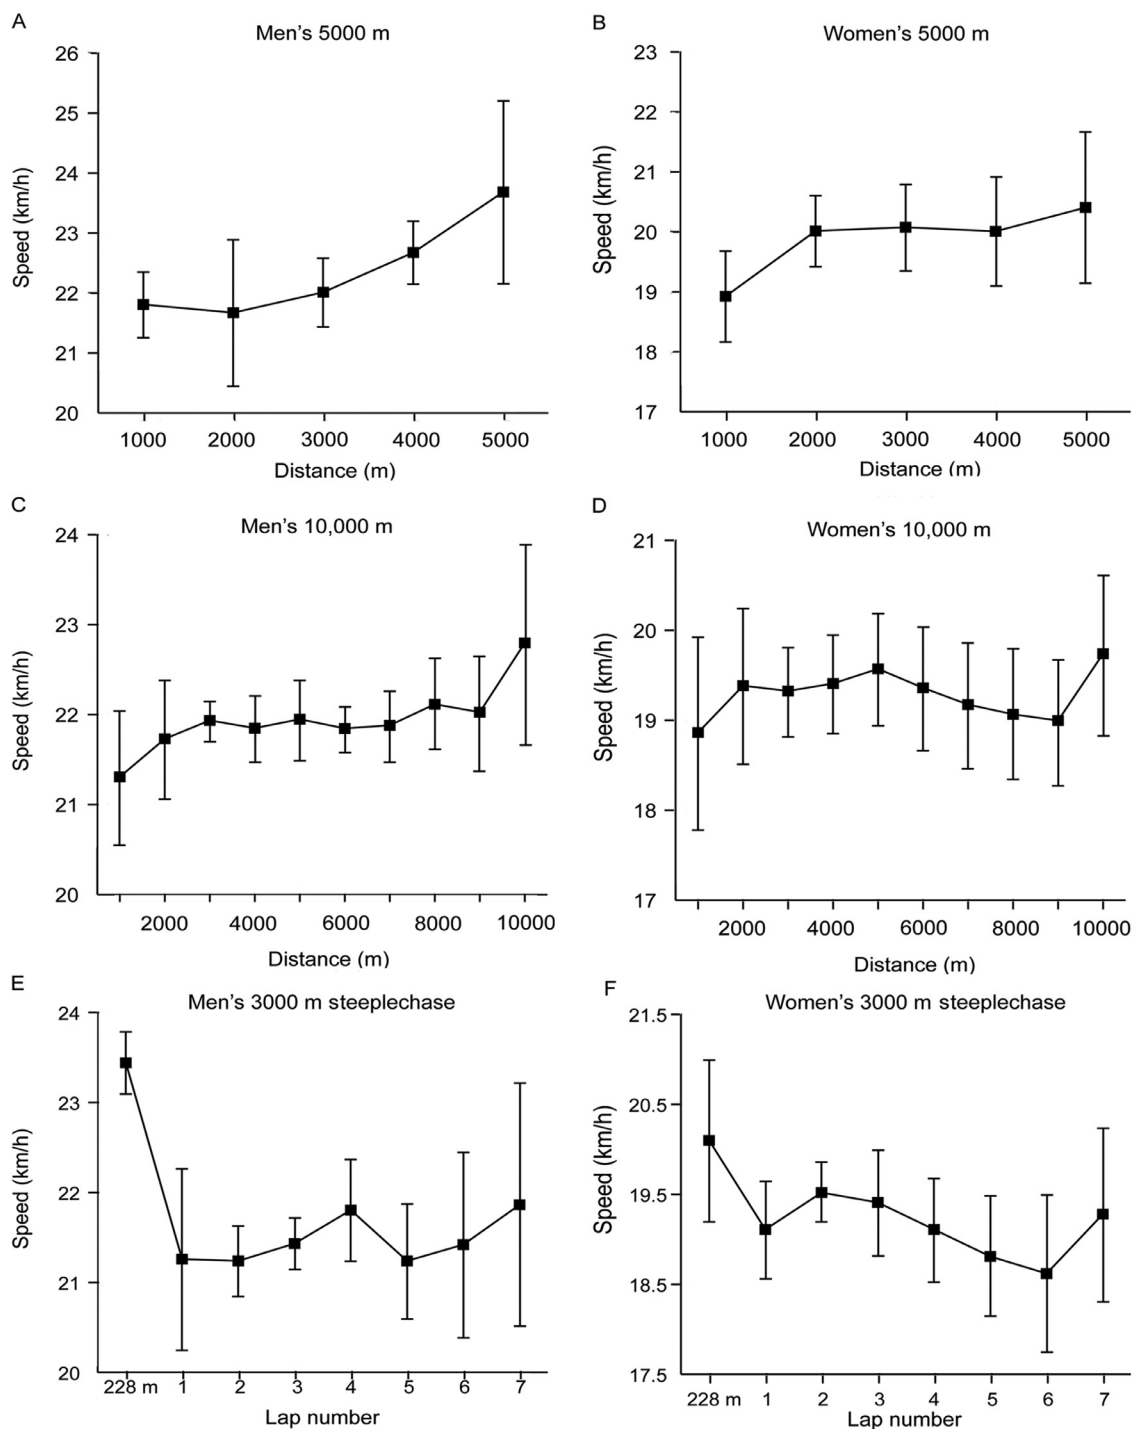 A
Men's 5000 m
26
25
24
23
22
21
20
Speed (km/h)
1000 2000 3000 4000 5000
Distance (m)
B
Women's 5000 m
23
22
21
20
19
18
17
Speed (km/h)
1000 2000 3000 4000 5000
Distance (m)
C
Men's 10,000 m
24
23
22
21
20
Speed (km/h)
2000 4000 6000 8000 10000
Distance (m)
D
Women's 10,000 m
21
20
19
18
17
Speed (km/h)
2000 4000 6000 8000 10000
Distance (m)
E
Men's 3000 m steeplechase
24
23
22
21
20
Speed (km/h)
228 m 1 2 3 4 5 6 7
Lap number
F
Women's 3000 m steeplechase
21.5
20.5
19.5
18.5
17.5
Speed (km/h)
228 m 1 2 3 4 5 6 7
Lap number